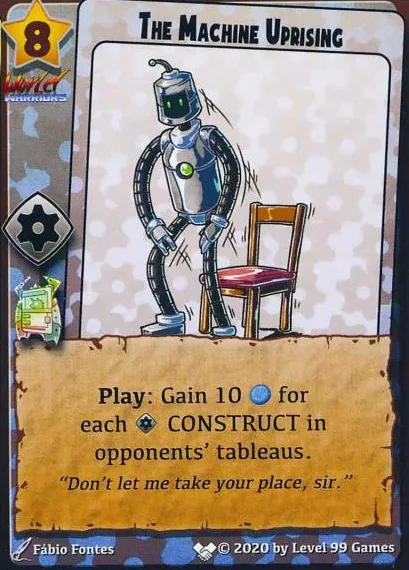 8
The Machine Uprising
WARRIORS
Play: Gain 10 for
each CONSTRUCT in
opponents' tableaus.
"Don't let me take your place, sir."
Fábio Fontes
© 2020 by Level 99 Games